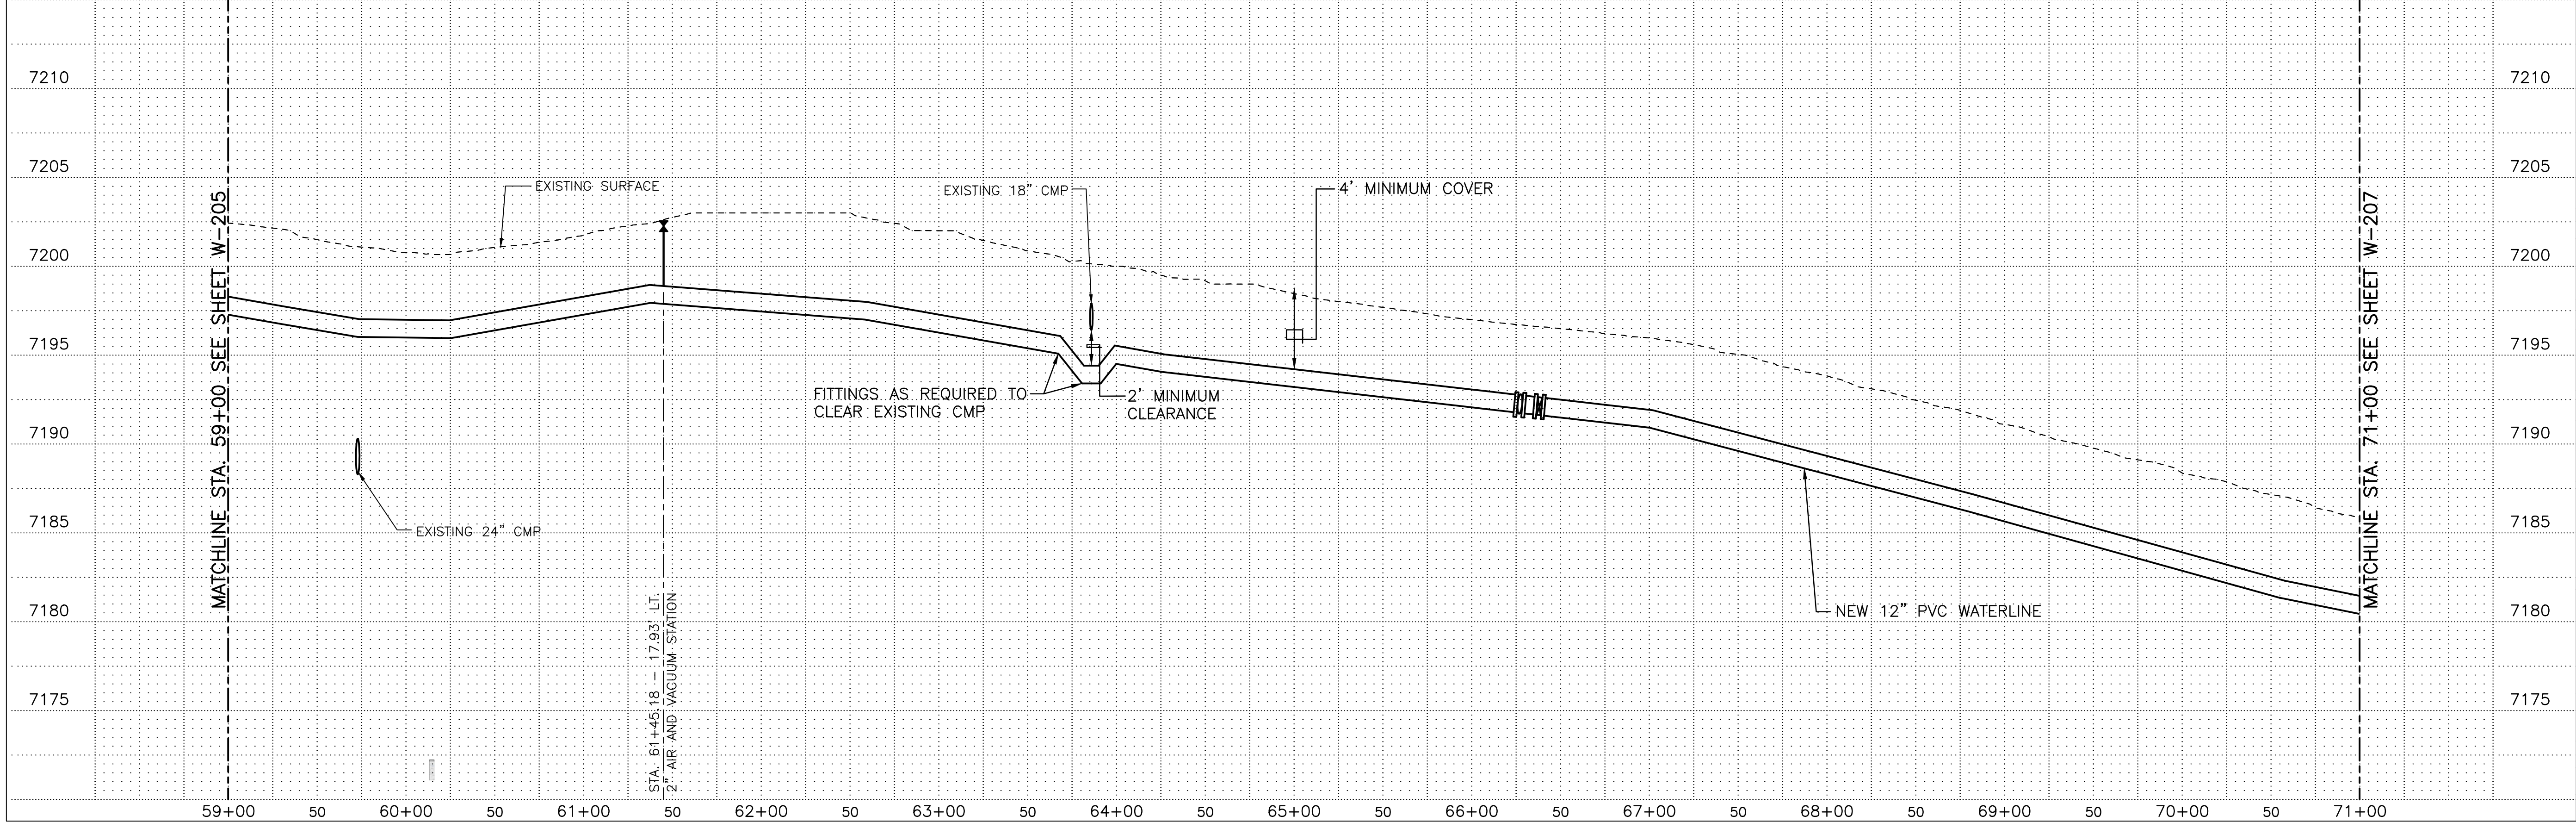 7210
7205
7200
7195
7190
7185
7180
7175
7210
7205
7200
7195
7190
7185
7180
7175
MATCHLINE STA. 59+00 SEE SHEET W-205
EXISTING SURFACE
EXISTING 18" CMP
4' MINIMUM COVER
FITTINGS AS REQUIRED TO
CLEAR EXISTING CMP
2' MINIMUM
CLEARANCE
EXISTING 24" CMP
STA. 61+45.18 - 17.93' LT.
2" AIR AND VACUUM STATION
NEW 12" PVC WATERLINE
MATCHLINE STA. 71+00 SEE SHEET W-207
59+00 50 60+00 50 61+00 50 62+00 50 63+00 50 64+00 50 65+00 50 66+00 50 67+00 50 68+00 50 69+00 50 70+00 50 71+00